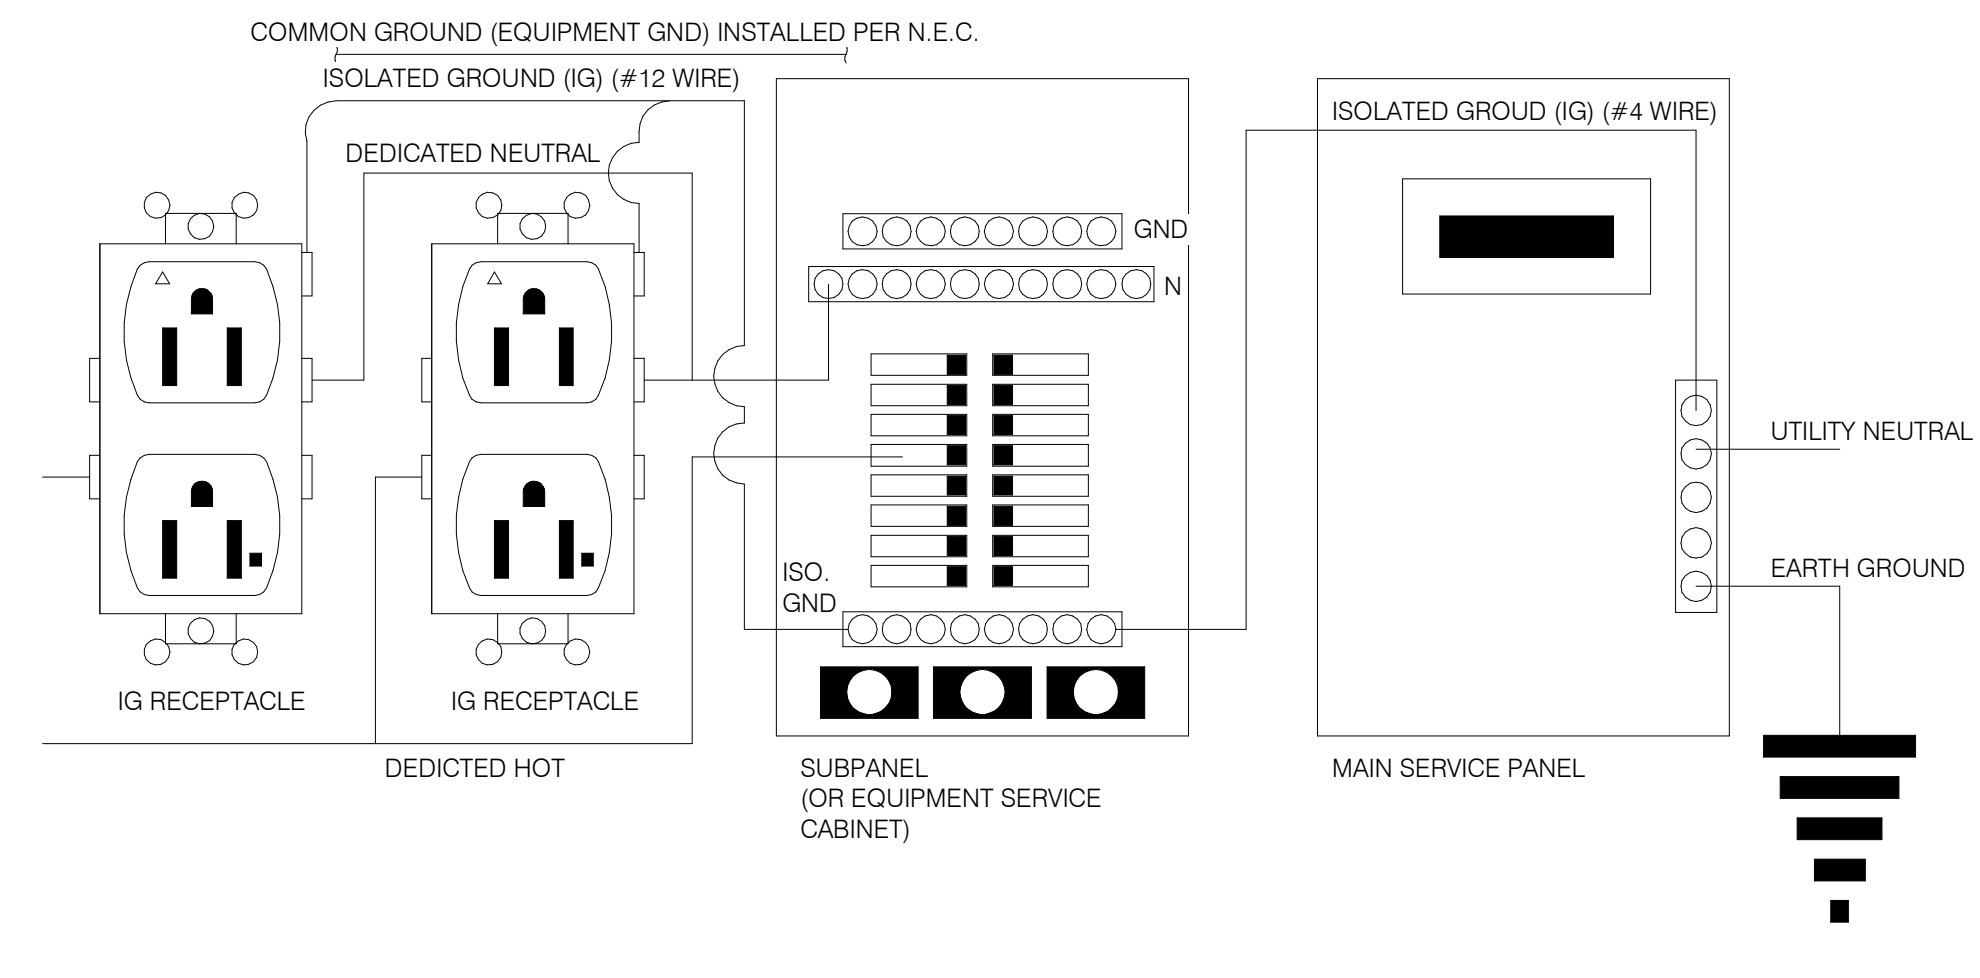 COMMON GROUND (EQUIPMENT GND) INSTALLED PER N.E.C.
ISOLATED GROUND (IG) (#12 WIRE)
DEDICATED NEUTRAL
ISOLATED GROUD (IG) (#4 WIRE)
GND
N
UTILITY NEUTRAL
EARTH GROUND
ISO.
GND
IG RECEPTACLE
IG RECEPTACLE
DEDICTED HOT
SUBPANEL
(OR EQUIPMENT SERVICE
CABINET)
MAIN SERVICE PANEL